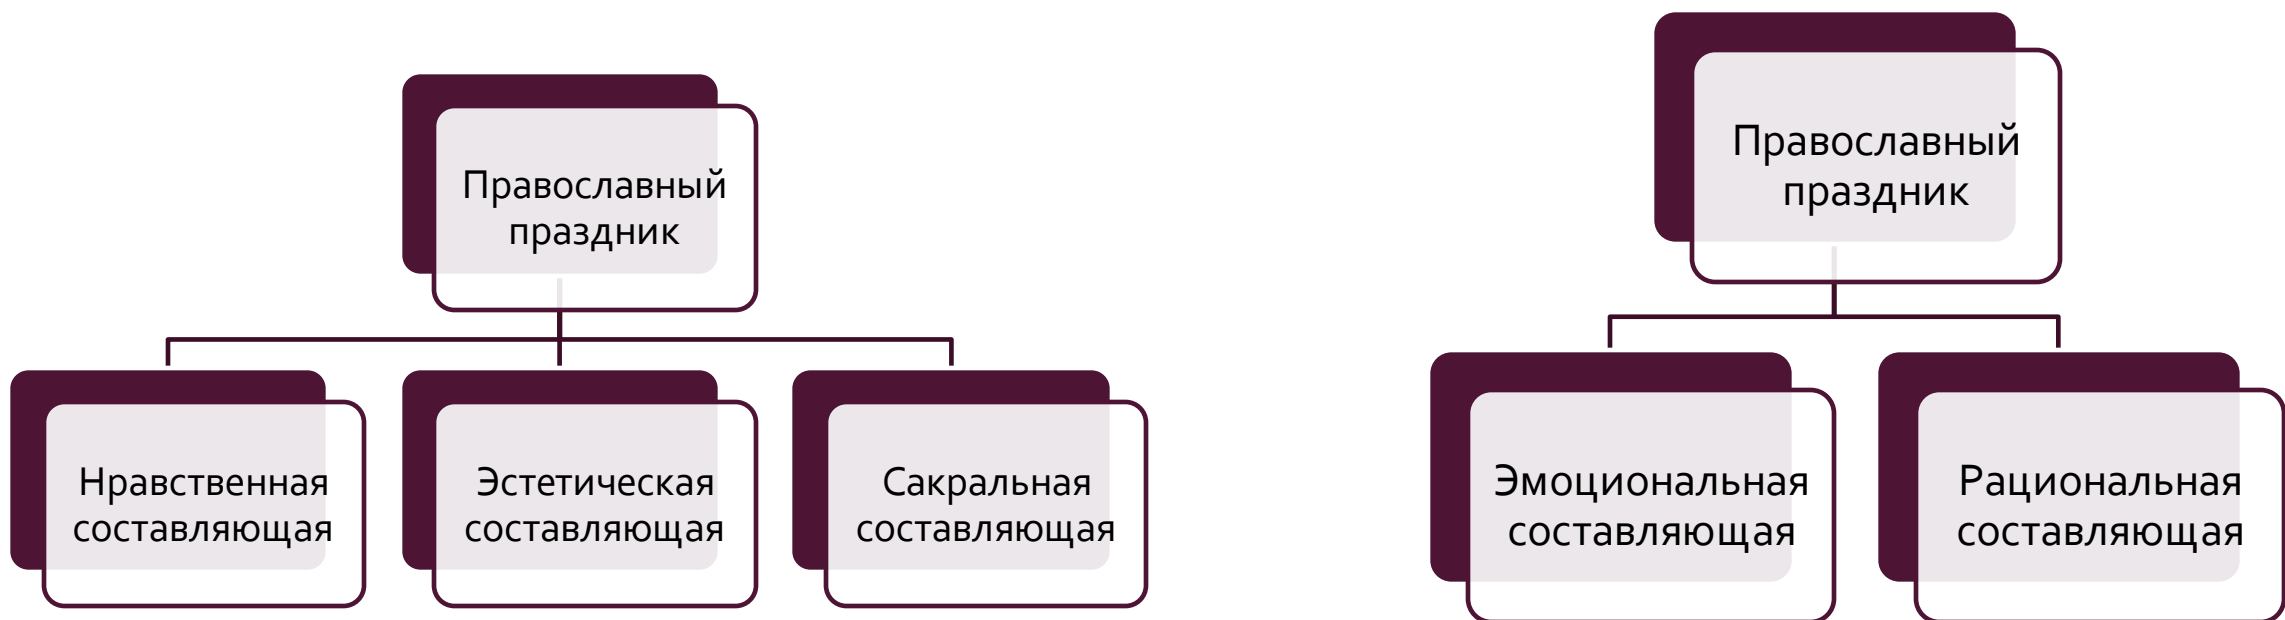 Православный
праздник
Нравственная
составляющая
Эстетическая
составляющая
Сакральная
составляющая
Православный
праздник
Эмоциональная
составляющая
Рациональная
составляющая